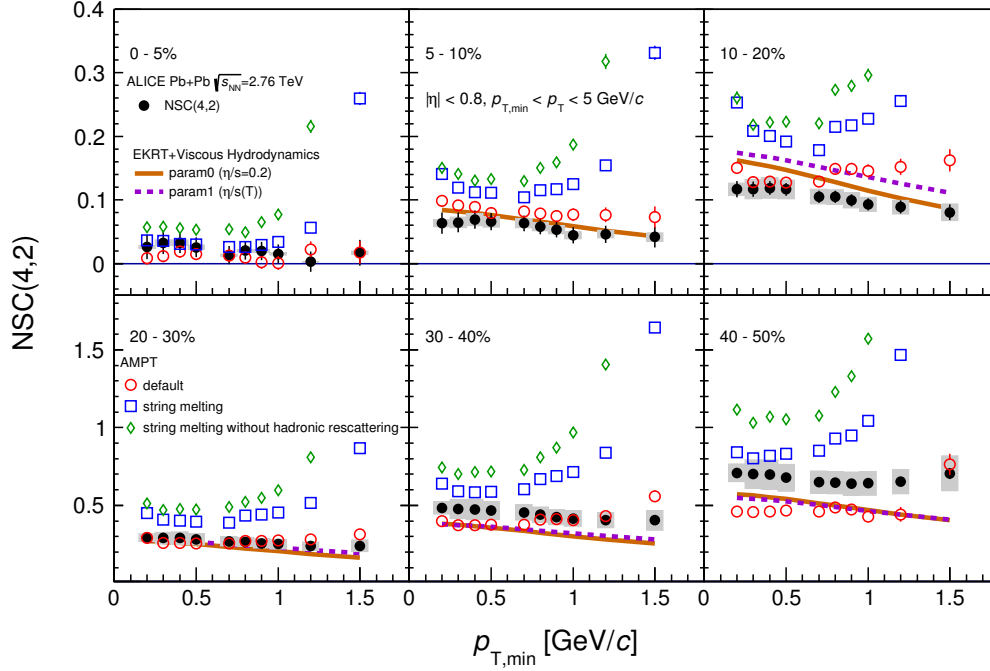 0.4
0.3
0.2
0.1
0
NSC(4,2)
0 - 5%
ALICE Pb+Pb √s_NN=2.76 TeV
NSC(4,2)
EKRT+Viscous Hydrodynamics
param0 (η/s=0.2)
param1 (η/s(T))
5 - 10%
|η| < 0.8, p_T,min < p_T < 5 GeV/c
10 - 20%
1.5
1
0.5
20 - 30%
AMPT
default
string melting
string melting without hadronic rescattering
30 - 40%
40 - 50%
0 0.5 1 1.5 0 0.5 1 1.5 0 0.5 1 1.5
p_T,min [GeV/c]